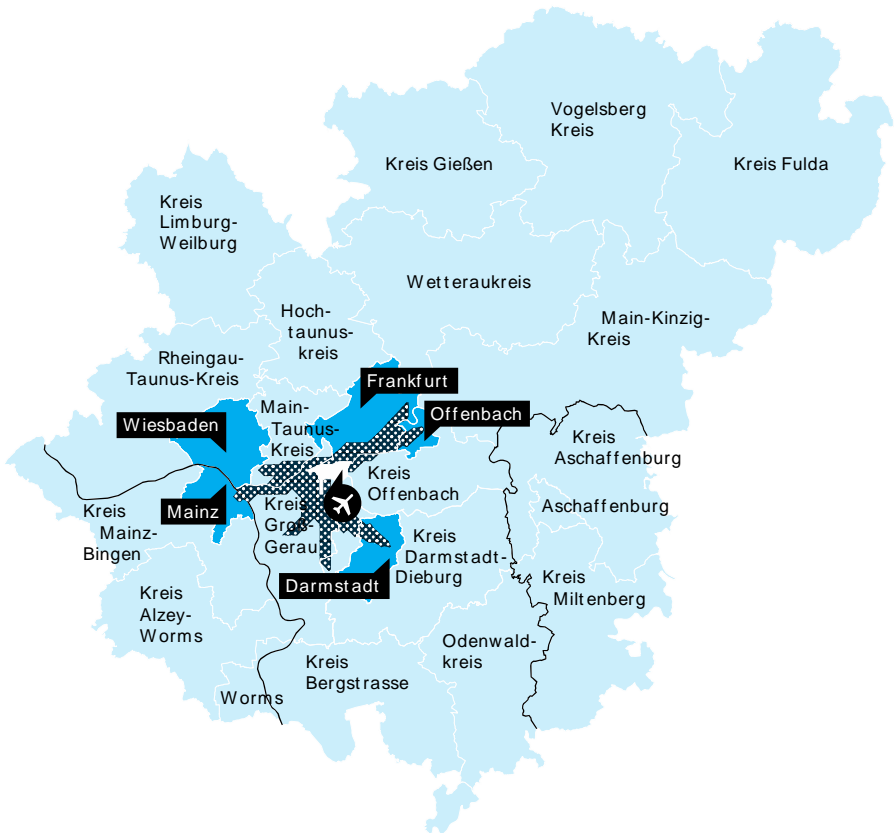 Vogelsberg
Kreis
Kreis Gießen
Kreis Fulda
Kreis
Limburg-
Weilburg
Wetteraukreis
Hoch-
taunus-
kreis
Main-Kinzig-
Kreis
Rheingau-
Taunus-Kreis
Frankfurt
Main-
Taunus-
Kreis
Offenbach
Wiesbaden
Kreis
Aschaffenburg
Kreis
Offenbach
Mainz
Kreis
Groß-
Gerau
Aschaffenburg
Kreis
Mainz-
Bingen
Kreis
Darmstadt-
Dieburg
Darmstadt
Kreis
Miltenberg
Kreis
Alzey-
Worms
Odenwald-
kreis
Kreis
Bergstrasse
Worms